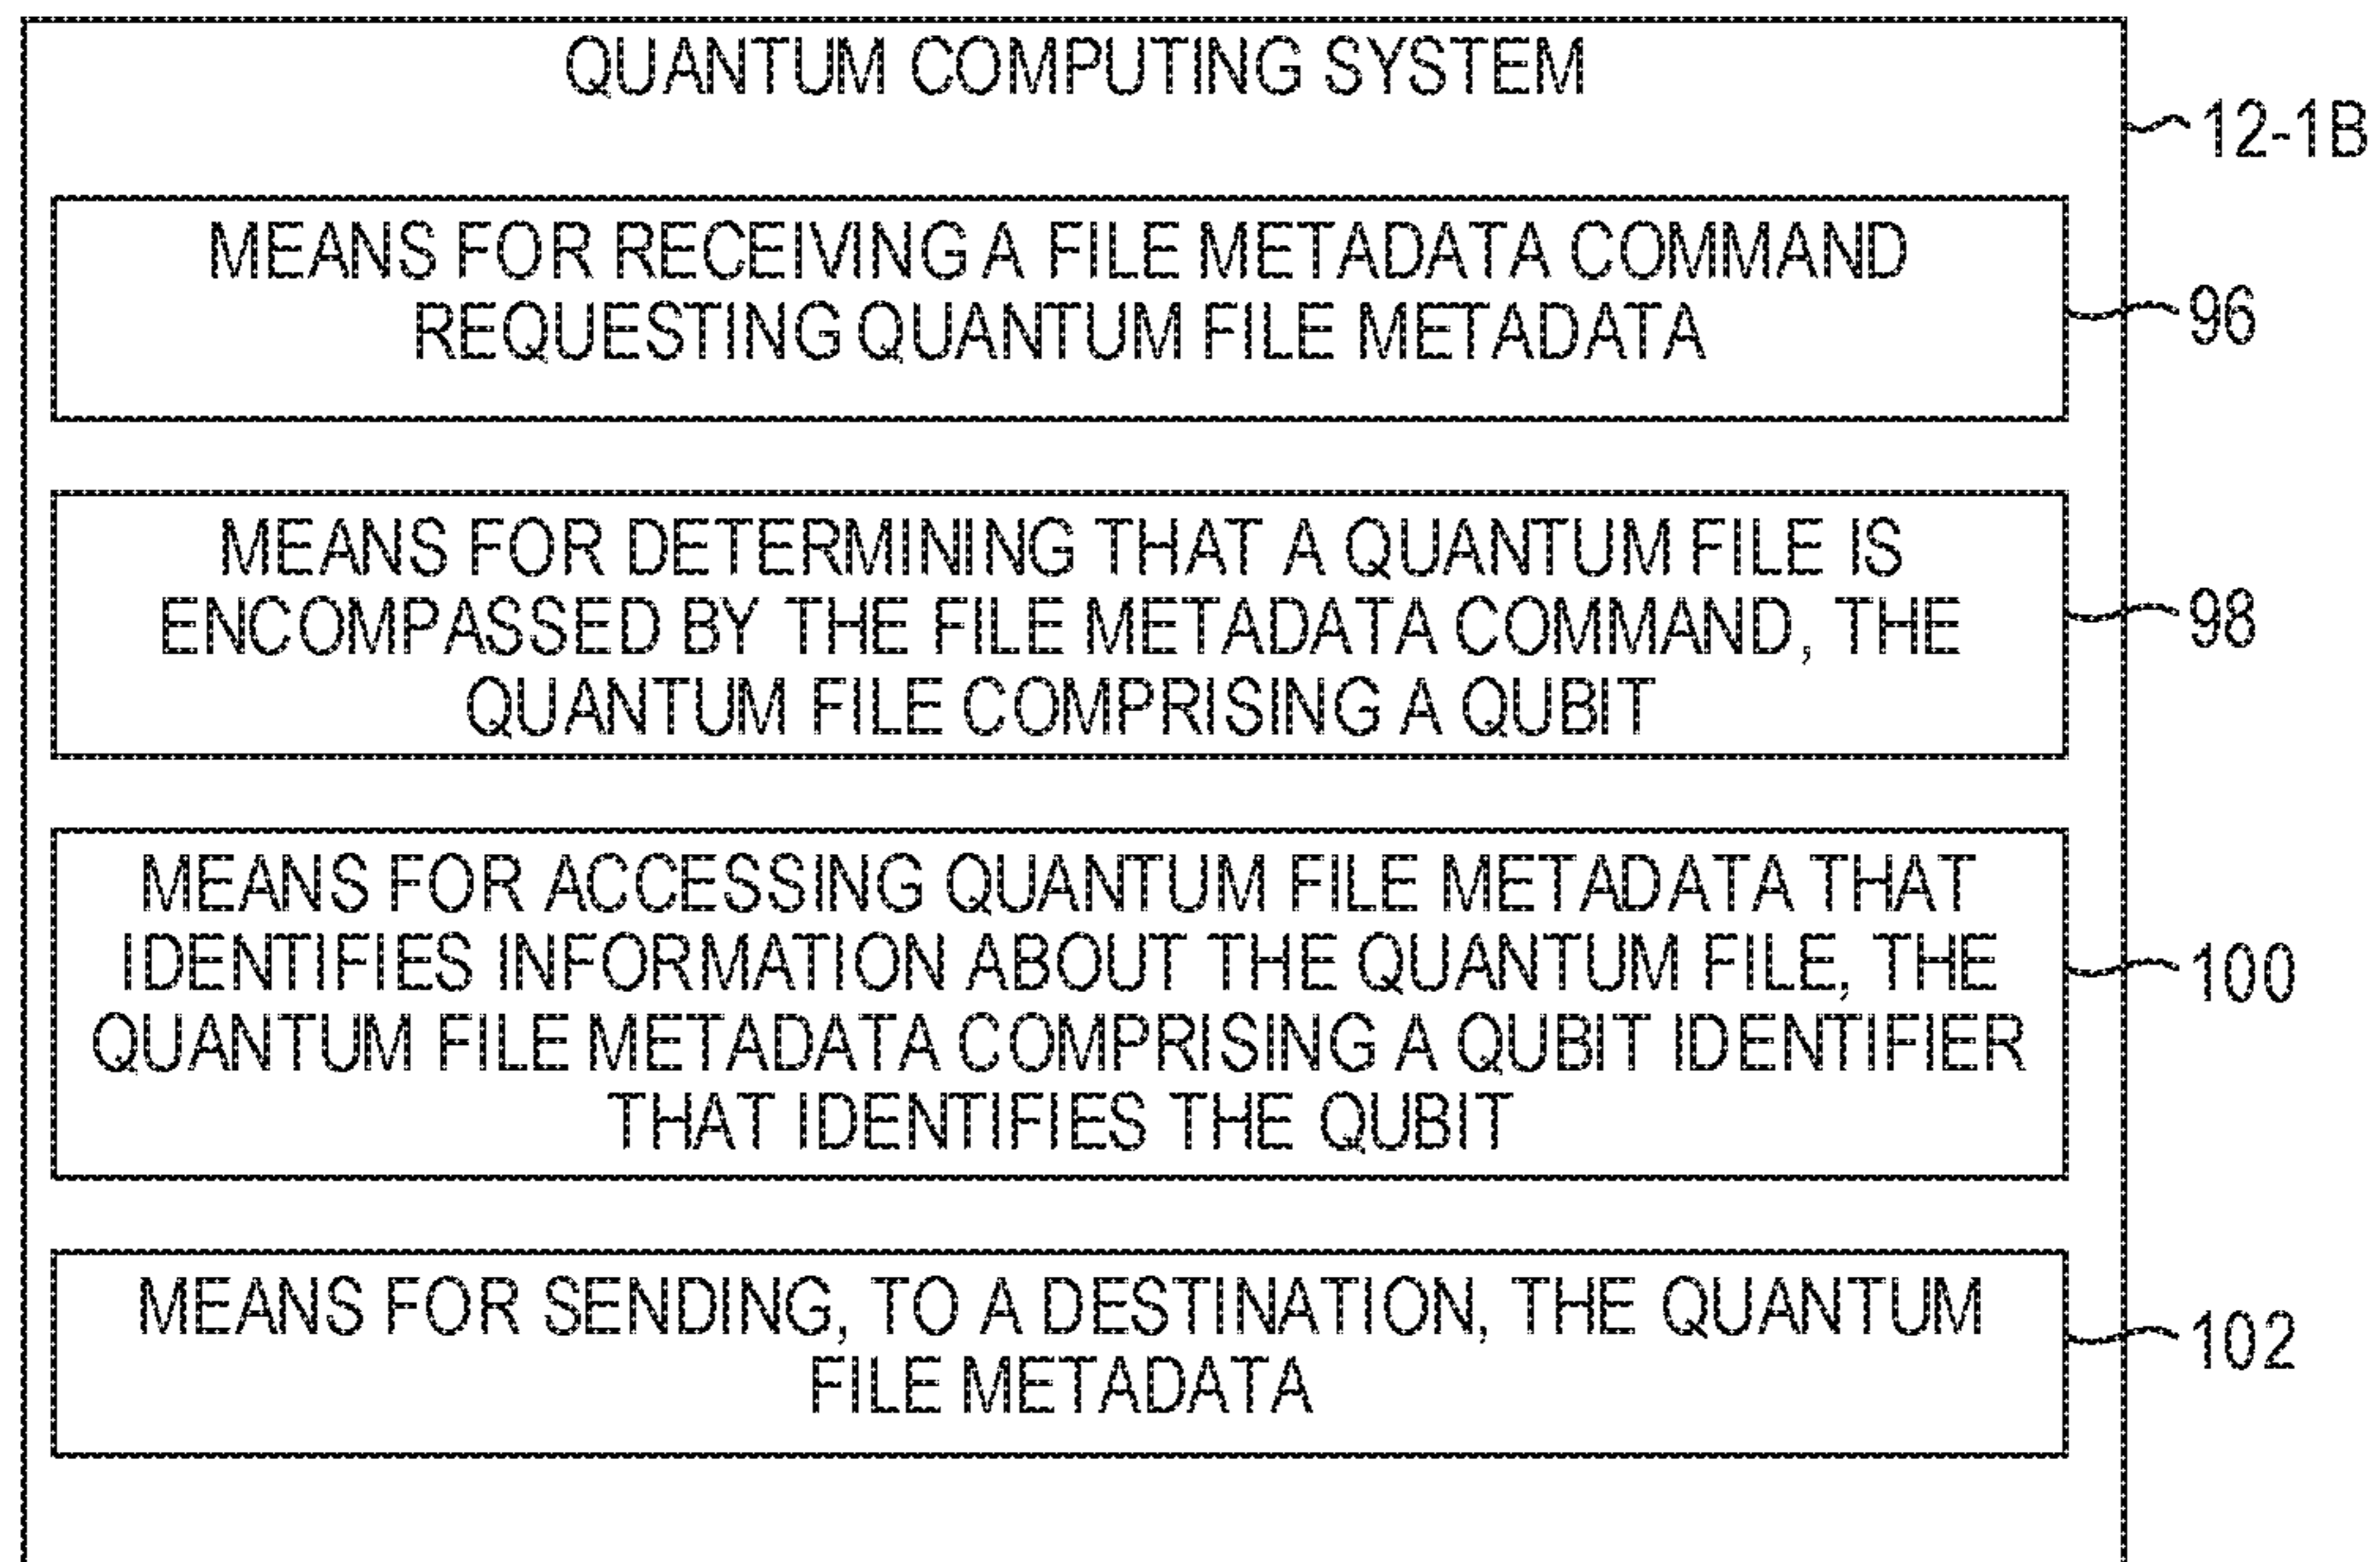 QUANTUM COMPUTING SYSTEM
12-1B
MEANS FOR RECEIVING A FILE METADATA COMMAND
REQUESTING QUANTUM FILE METADATA
96
MEANS FOR DETERMINING THAT A QUANTUM FILE IS
ENCOMPASSED BY THE FILE METADATA COMMAND, THE
QUANTUM FILE COMPRISING A QUBIT
98
MEANS FOR ACCESSING QUANTUM FILE METADATA THAT
IDENTIFIES INFORMATION ABOUT THE QUANTUM FILE, THE
QUANTUM FILE METADATA COMPRISING A QUBIT IDENTIFIER
THAT IDENTIFIES THE QUBIT
100
MEANS FOR SENDING, TO A DESTINATION, THE QUANTUM
FILE METADATA
102